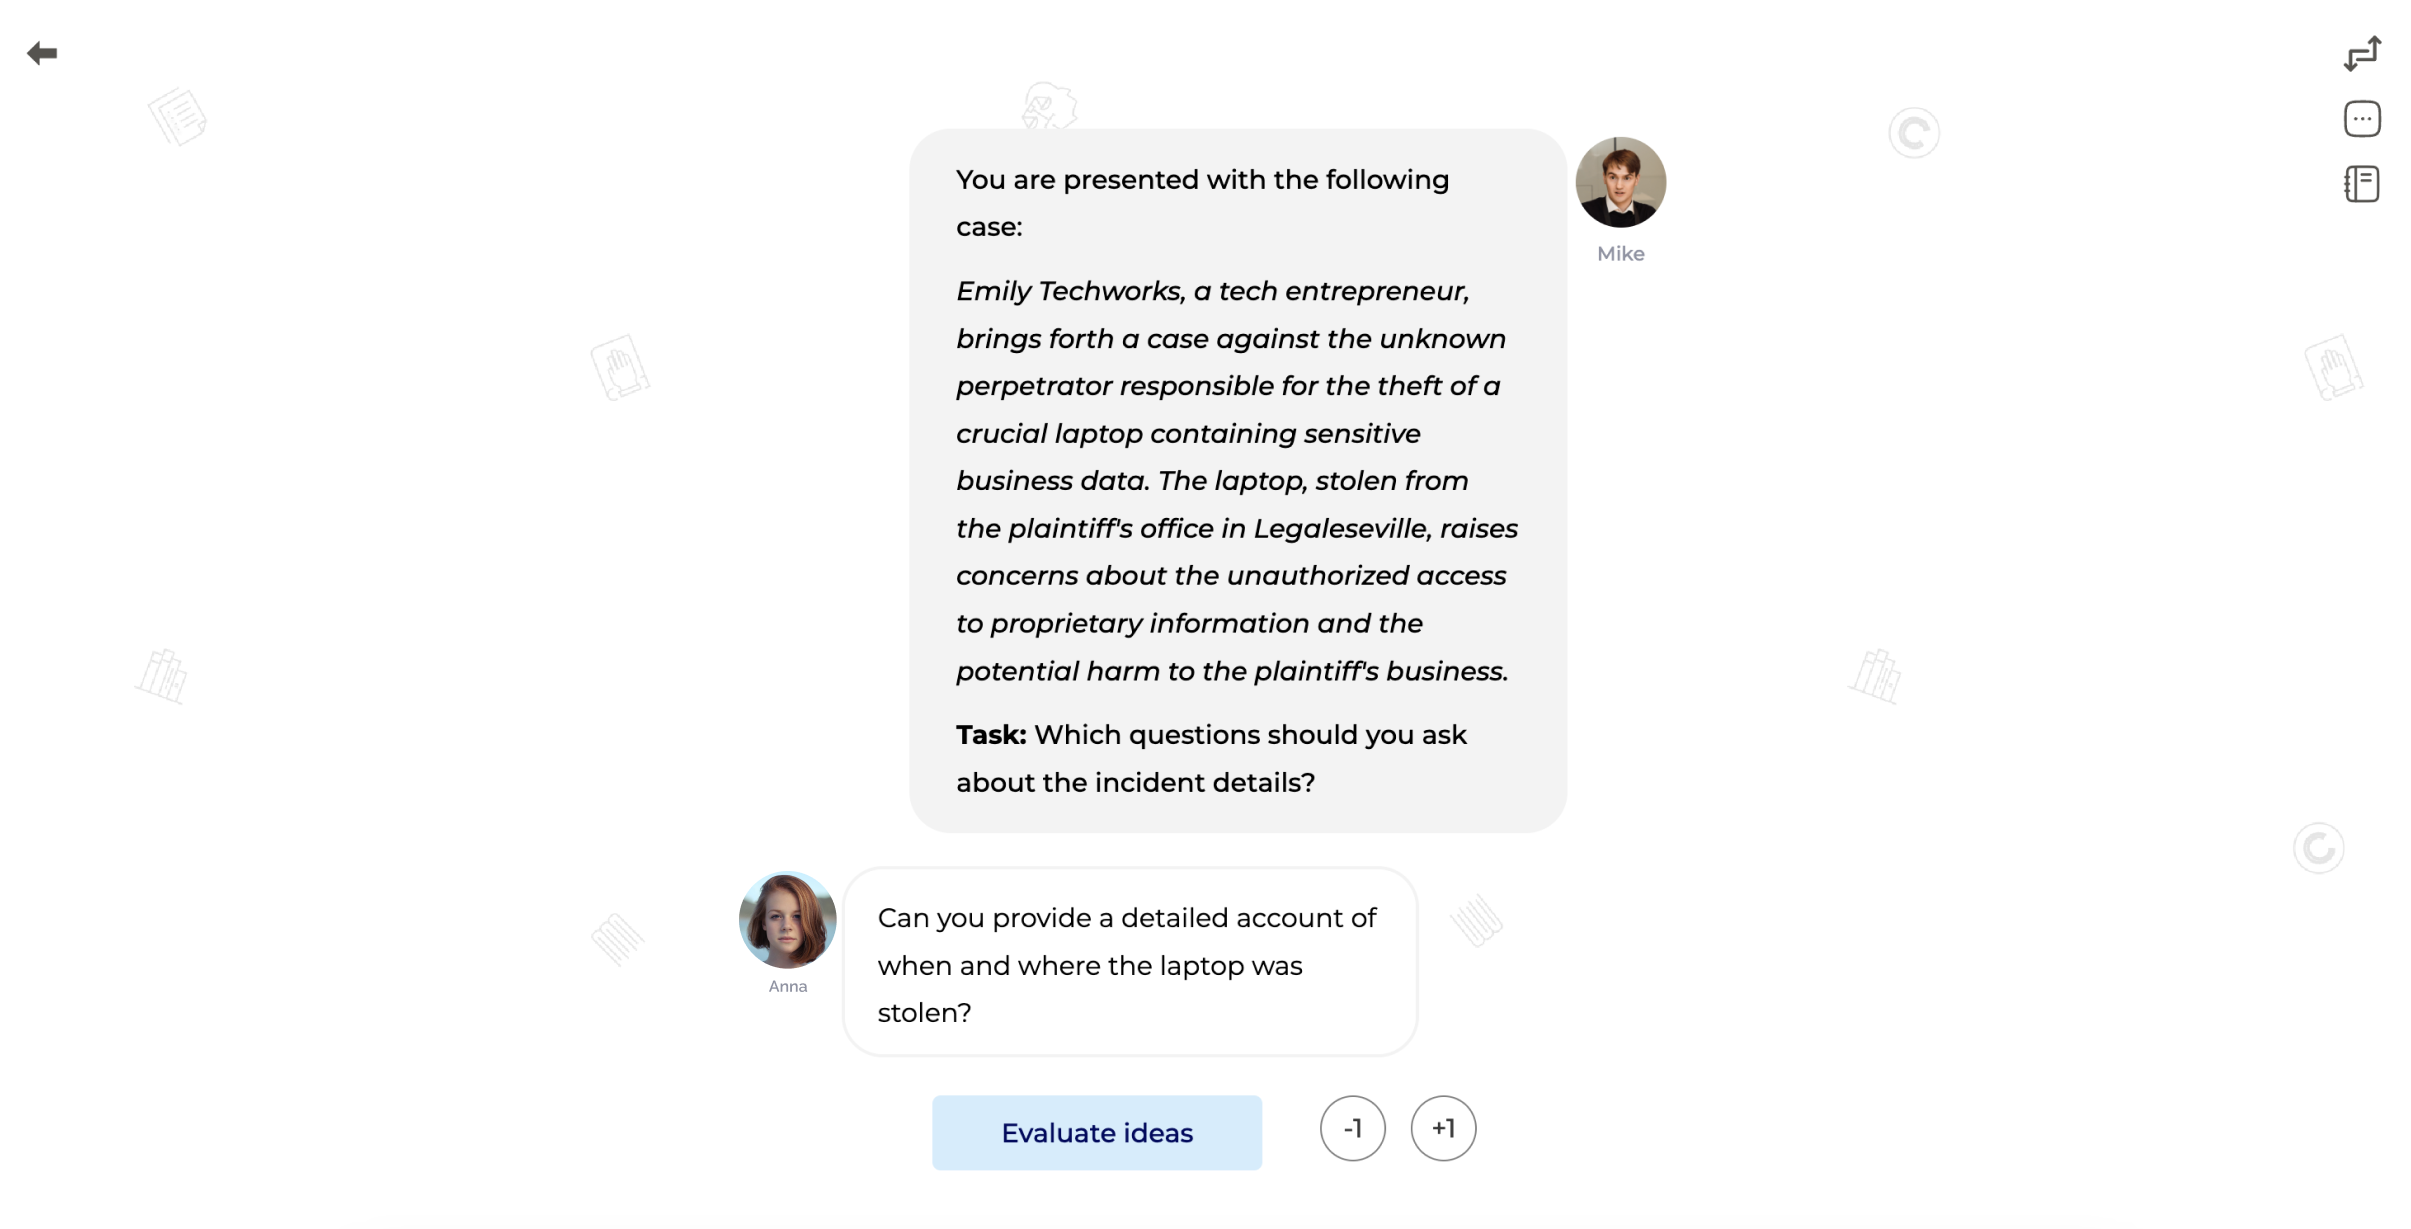 You are presented with the following
case:
Mike
Emily Techworks, a tech entrepreneur,
brings forth a case against the unknown
perpetrator responsible for the theft of a
crucial laptop containing sensitive
business data. The laptop, stolen from
the plaintiff's office in Legaleseville, raises
concerns about the unauthorized access
to proprietary information and the
potential harm to the plaintiff's business.
Task: Which questions should you ask
about the incident details?
Can you provide a detailed account of
when and where the laptop was
stolen?
Anna
Evaluate ideas
-1
+1